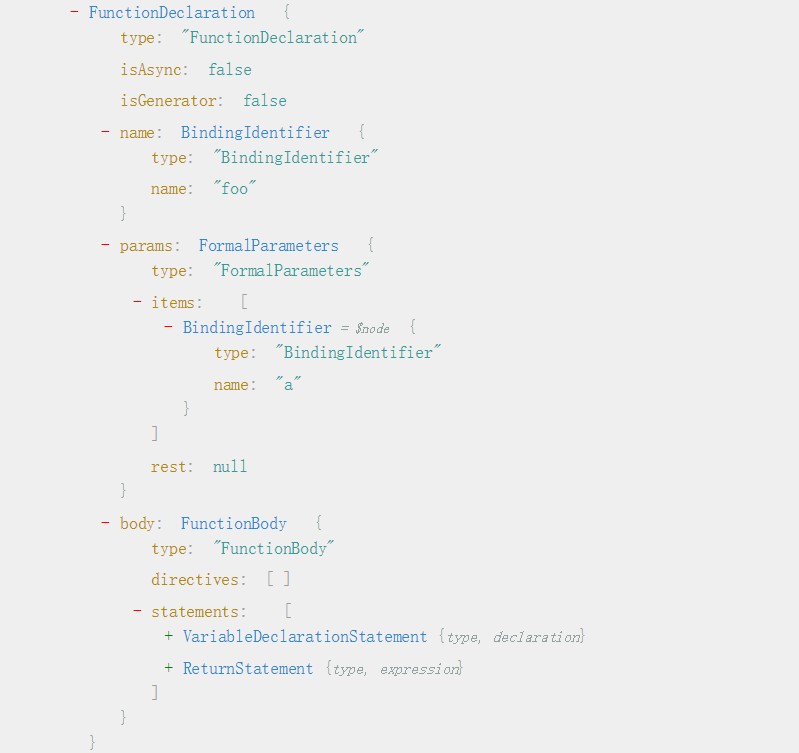 - FunctionDeclaration {
type: "FunctionDeclaration"
isAsync: false
isGenerator: false
- name: BindingIdentifier {
type: "BindingIdentifier"
name: "foo"
}
- params: FormalParameters {
type: "FormalParameters"
- items: [
- BindingIdentifier = $node {
type: "BindingIdentifier"
name: "a"
}
]
rest: null
}
- body: FunctionBody {
type: "FunctionBody"
directives: [ ]
- statements: [
+ VariableDeclarationStatement {type, declaration}
+ ReturnStatement {type, expression}
]
}
}